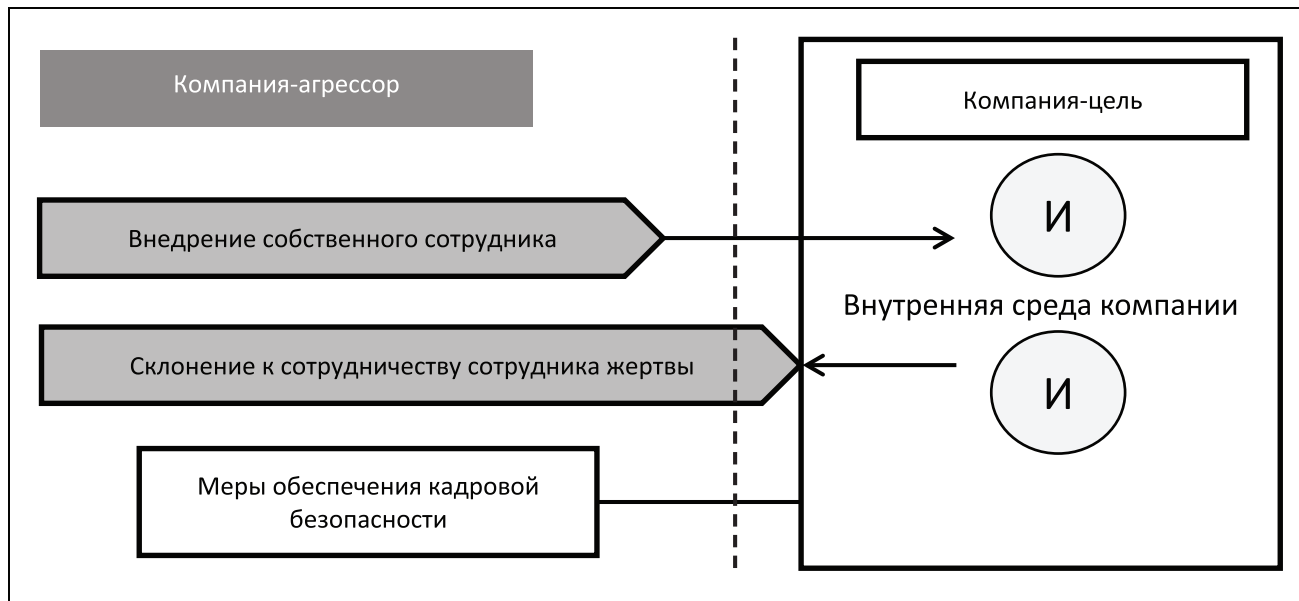 Компания-агрессор
Компания-цель
И
Внедрение собственного сотрудника
Внутренняя среда компании
Склонение к сотрудничеству сотрудника жертвы
И
Меры обеспечения кадровой
безопасности